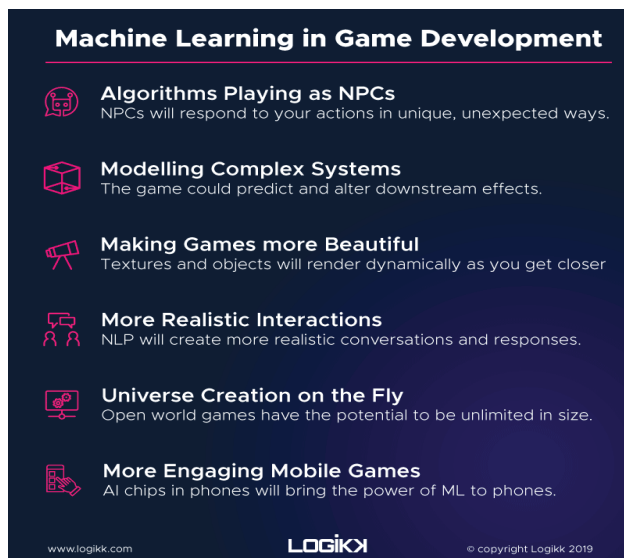 Machine Learning in Game Development
Algorithms Playing as NPCs
NPCs will respond to your actions in unique, unexpected ways.
Modelling Complex Systems
The game could predict and alter downstream effects.
Making Games more Beautiful
Textures and objects will render dynamically as you get closer
More Realistic Interactions
NLP will create more realistic conversations and responses.
Universe Creation on the Fly
Open world games have the potential to be unlimited in size.
More Engaging Mobile Games
AI chips in phones will bring the power of ML to phones.
www.logikk.com LOGIKK © copyright Logikk 2019